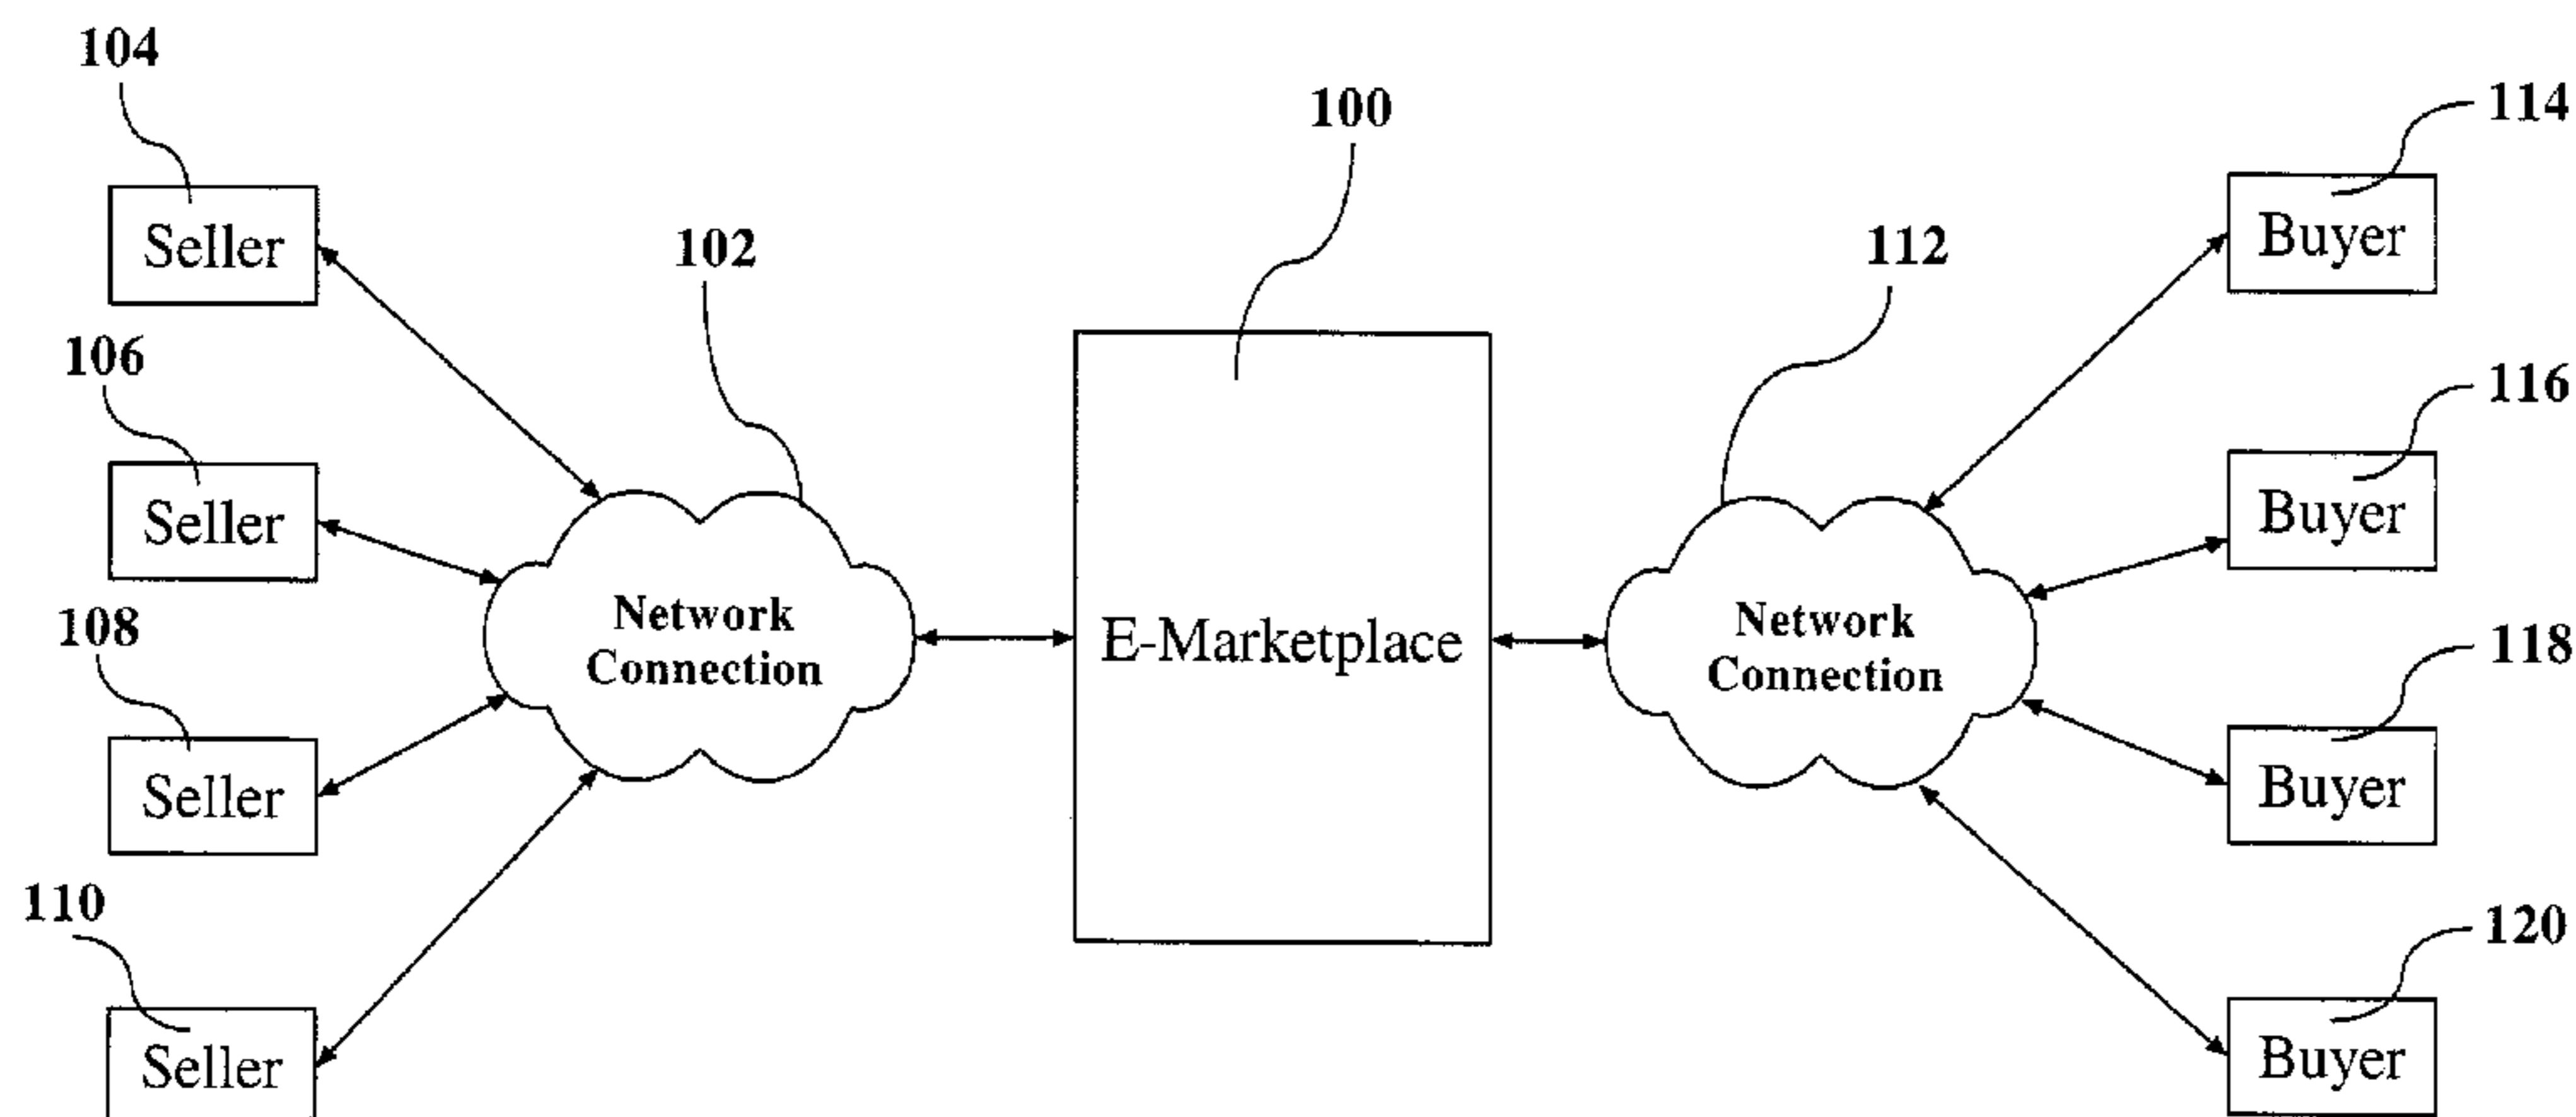 104
100
114
Seller
102
112
Buyer
106
116
Seller
Network
Connection
E-Marketplace
Network
Connection
Buyer
108
118
Seller
Buyer
110
120
Seller
Buyer